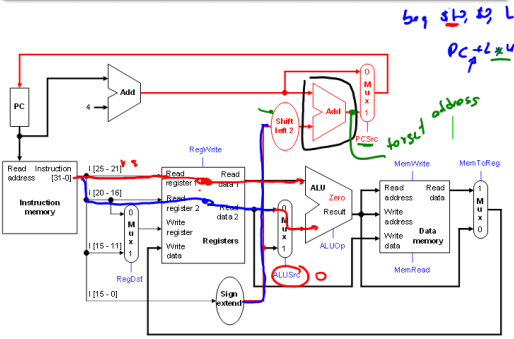 beq $t0, $0, L
PC + L * 4
target address
PC
4
Add
Shift
left 2
Add
0
M
u
x
1
PCSrc
Read
address
Instruction
[31-0]
Instruction
memory
I [25 - 21]
rs
I [20 - 16]
I [15 - 11]
I [15 - 0]
0
M
u
x
1
RegDst
RegWrite
Read
register 1
Read
data 1
Read
register 2
Read
data 2
Write
register
Write
data
Registers
Sign
extend
0
M
u
x
1
ALUSrc
0
ALU
Zero
Result
ALUOp
MemWrite
Read
address
Read
data
Write
address
Write
data
Data
memory
MemRead
MemToReg
1
M
u
x
0